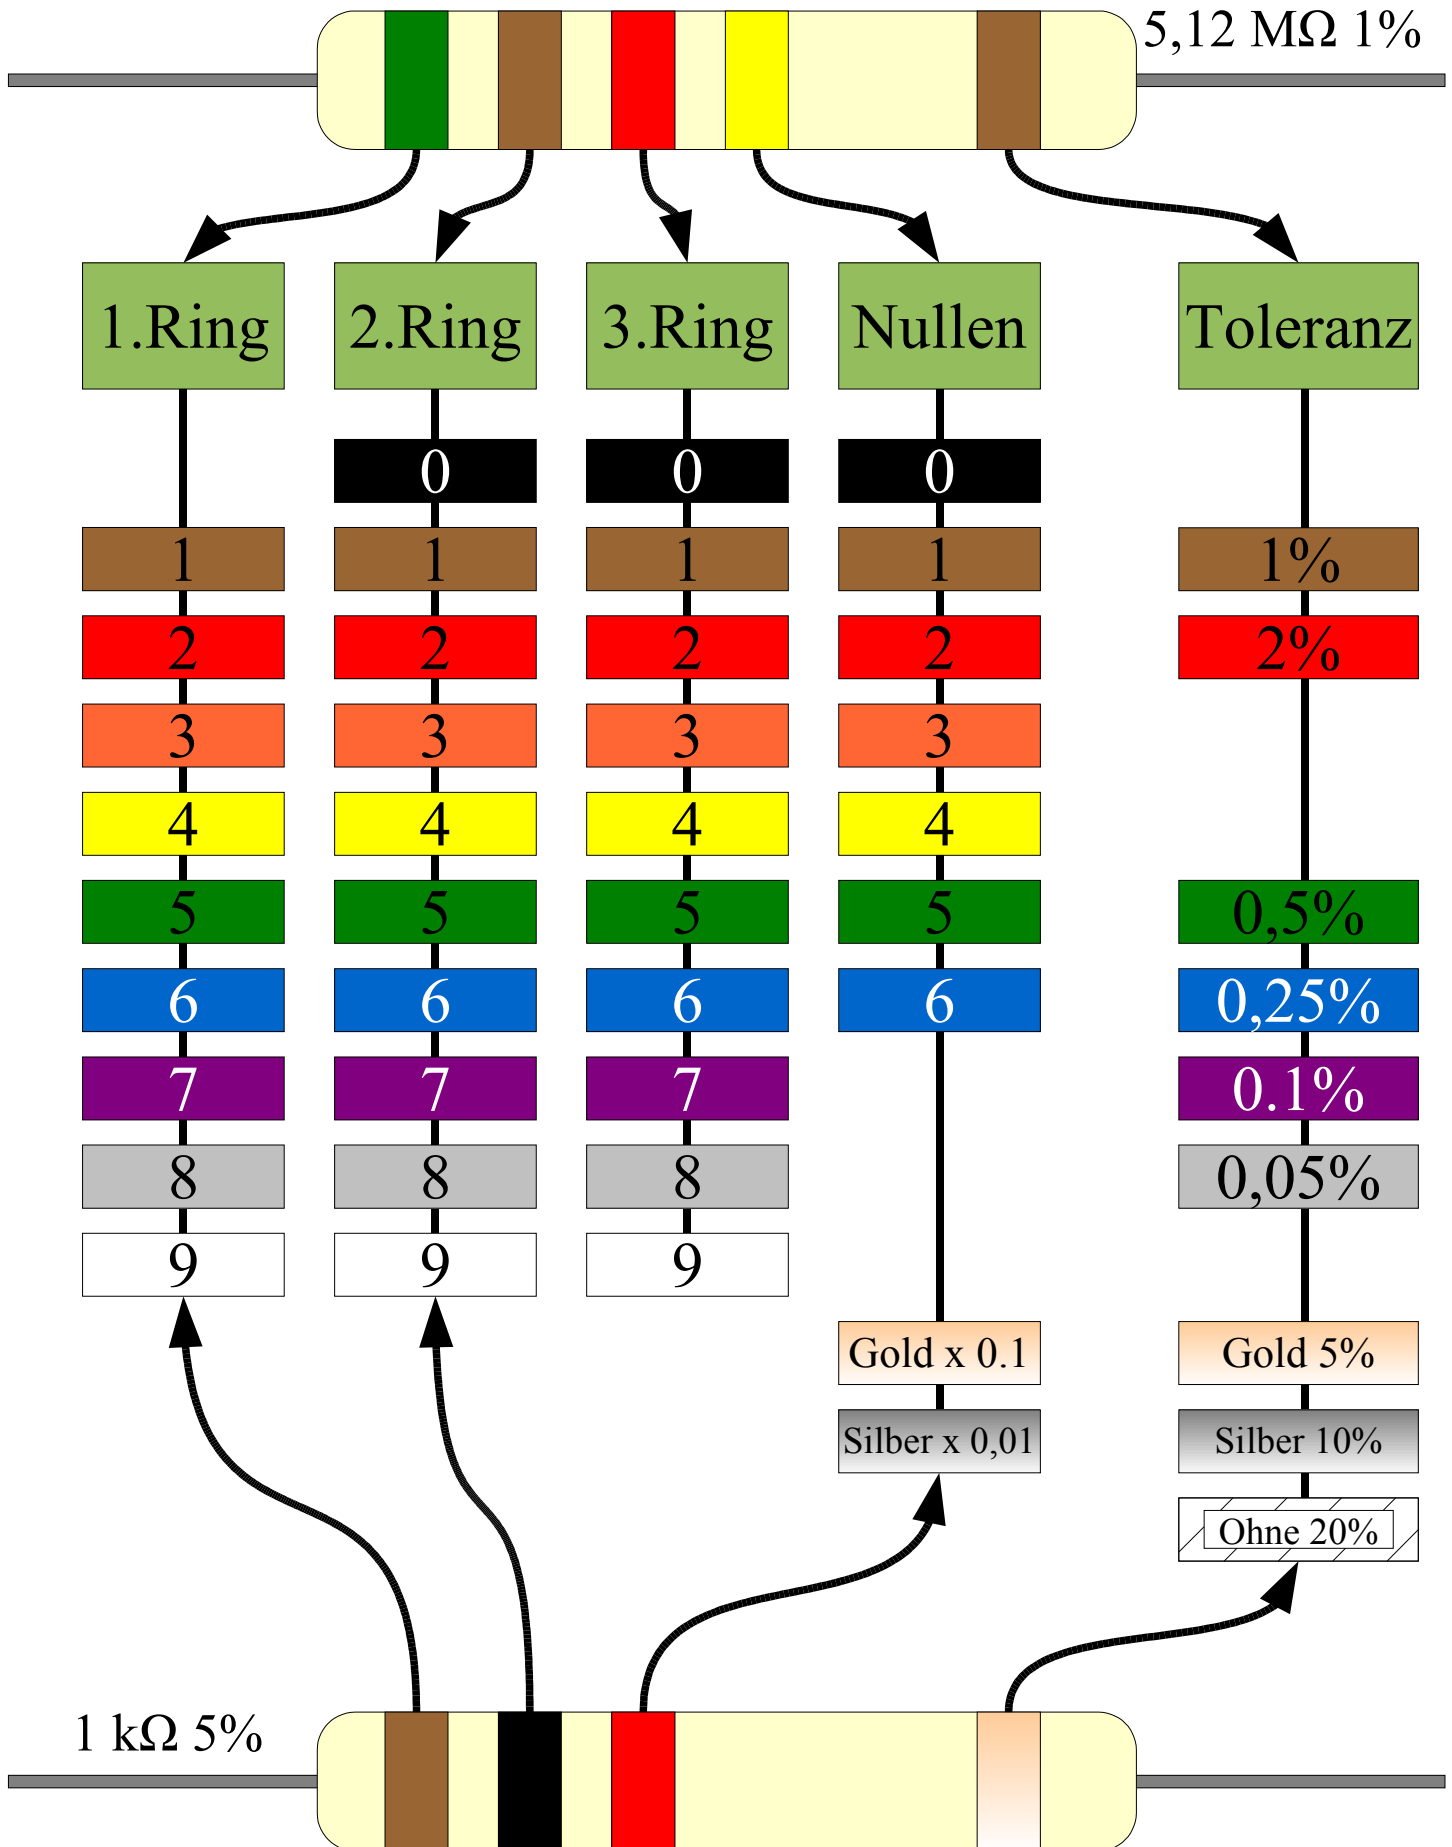 5,12 MΩ 1%
1.Ring 2.Ring 3.Ring Nullen Toleranz
0 0 0
1 1 1 1 1%
2 2 2 2 2%
3 3 3 3
4 4 4 4
5 5 5 5 0,5%
6 6 6 6 0,25%
7 7 7 0.1%
8 8 8 0,05%
9 9 9
Gold x 0.1 Gold 5%
Silber x 0,01 Silber 10%
Ohne 20%
1 kΩ 5%